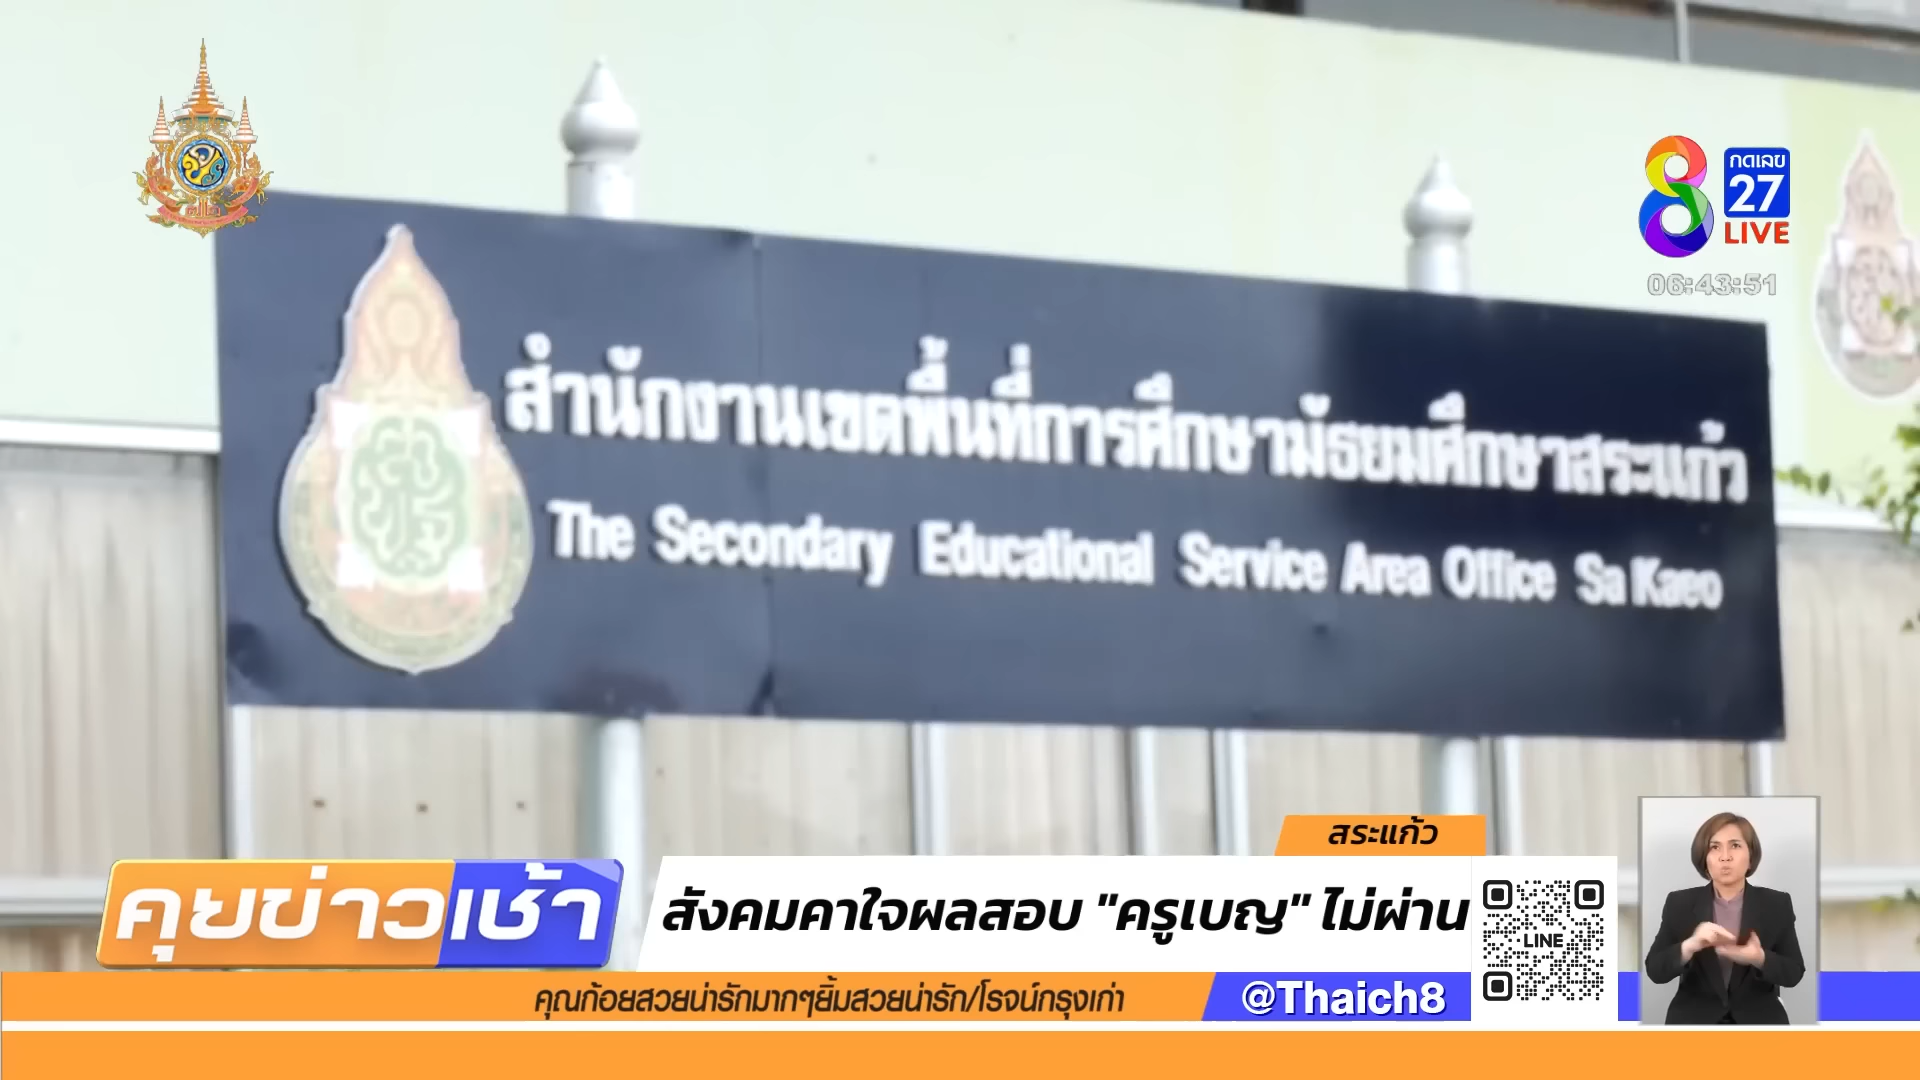 กดเลข
27
LIVE
06:43:51
สำนักงานเขตพื้นที่การศึกษามัธยมศึกษาสระแก้ว
The Secondary Educational Service Area Office Sa Kaeo
สระแก้ว
คุยข่าวเช้า
สังคมคาใจผลสอบ "ครูเบญ" ไม่ผ่าน
LINE
คุณก้อยสวยน่ารักมากๆยิ้มสวยน่ารัก/โรจน์กรุงเก่า
@Thaich8